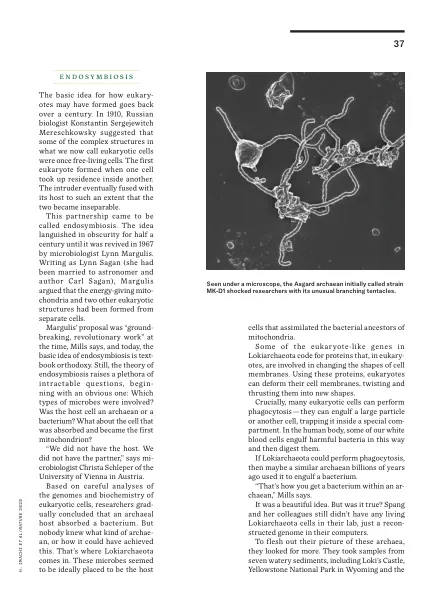 37
ENDOSYMBIOSIS
The basic idea for how eukary-
otes may have formed goes back
over a century. In 1910, Russian
biologist Konstantin Sergejewitch
Mereschkowsky suggested that
some of the complex structures in
what we now call eukaryotic cells
were once free-living cells. The first
eukaryote formed when one cell
took up residence inside another.
The intruder eventually fused with
its host to such an extent that the
two became inseparable.
This partnership came to be
called endosymbiosis. The idea
languished in obscurity for half a
century until it was revived in 1967
by microbiologist Lynn Margulis.
Writing as Lynn Sagan (she had
been married to astronomer and
author Carl Sagan), Margulis
argued that the energy-giving mito-
chondria and two other eukaryotic
structures had been formed from
separate cells.
Margulis' proposal was “ground-
breaking, revolutionary work” at
the time, Mills says, and today, the
basic idea of endosymbiosis is text-
book orthodoxy. Still, the theory of
endosymbiosis raises a plethora of
intractable questions, begin-
ning with an obvious one: Which
types of microbes were involved?
Was the host cell an archaean or a
bacterium? What about the cell that
was absorbed and became the first
mitochondrion?
“We did not have the host. We
did not have the partner,” says mi-
crobiologist Christa Schleper of the
University of Vienna in Austria.
Based on careful analyses of
the genomes and biochemistry of
eukaryotic cells, researchers grad-
ually concluded that an archaeal
host absorbed a bacterium. But
nobody knew what kind of archae-
an, or how it could have achieved
this. That's where Lokiarchaeota
comes in. These microbes seemed
to be ideally placed to be the host
Seen under a microscope, the Asgard archaean initially called strain
MK-D1 shocked researchers with its unusual branching tentacles.
cells that assimilated the bacterial ancestors of
mitochondria.
Some of the eukaryote-like genes in
Lokiarchaeota code for proteins that, in eukary-
otes, are involved in changing the shapes of cell
membranes. Using these proteins, eukaryotes
can deform their cell membranes, twisting and
thrusting them into new shapes.
Crucially, many eukaryotic cells can perform
phagocytosis — they can engulf a large particle
or another cell, trapping it inside a special com-
partment. In the human body, some of our white
blood cells engulf harmful bacteria in this way
and then digest them.
If Lokiarchaeota could perform phagocytosis,
then maybe a similar archaean billions of years
ago used it to engulf a bacterium.
“That's how you get a bacterium within an ar-
chaean,” Mills says.
It was a beautiful idea. But was it true? Spang
and her colleagues still didn't have any living
Lokiarchaeota cells in their lab, just a recon-
structed genome in their computers.
To flesh out their picture of these archaea,
they looked for more. They took samples from
seven watery sediments, including Loki's Castle,
Yellowstone National Park in Wyoming and the
H. IMACHI ET AL/NATURE 2020